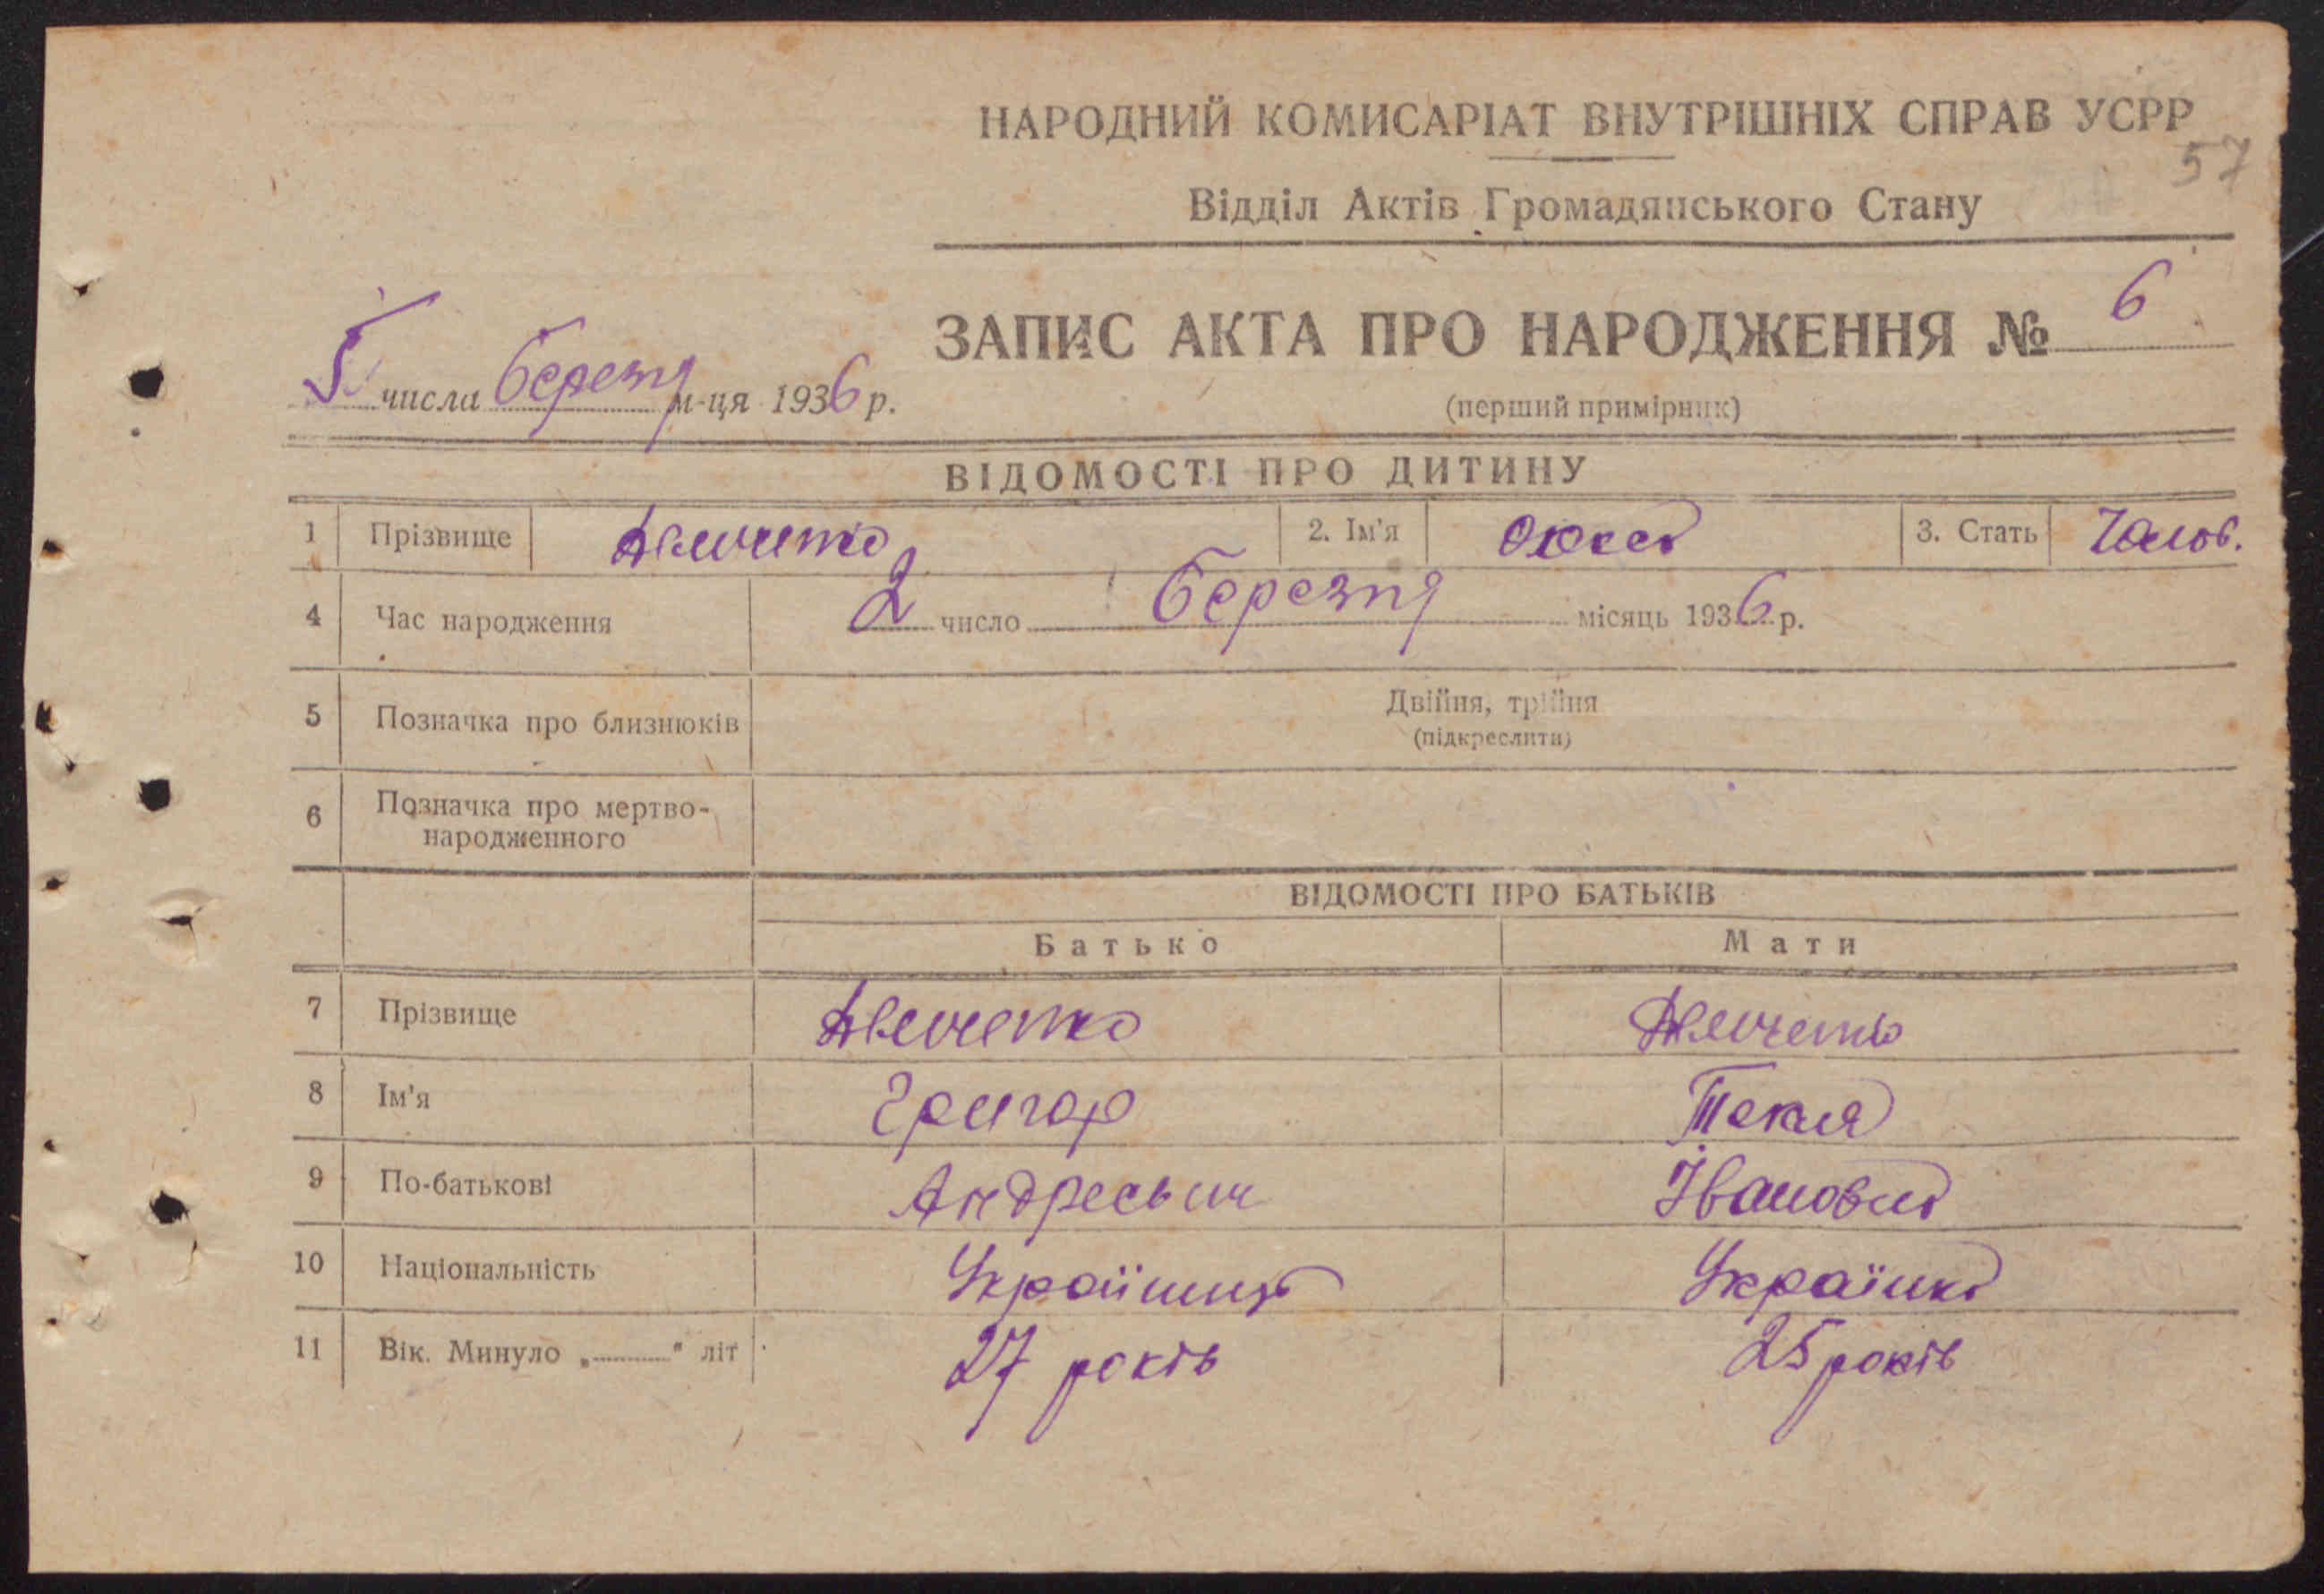 НАРОДНИЙ КОМИСАРІАТ ВНУТРІШНІХ СПРАВ УСРР
57
Відділ Актів Громадянського Стану
ЗАПИС АКТА ПРО НАРОДЖЕННЯ № 6
5 числа березня м-ця 1936 р.
(перший примірник)
ВІДОМОСТІ ПРО ДИТИНУ
1 Прізвище 2. Ім'я 3. Стать Чолов.
4 Час народження 2 число березня місяць 1936 р.
5 Позначка про близнюків Двійня, трійня
(підкреслити)
6 Позначка про мертво-
народженного
ВІДОМОСТІ ПРО БАТЬКІВ
Батько Мати
7 Прізвище
8 Ім'я Григор Текля
9 По-батькові Андреевич Івановна
10 Національність Українець Українка
11 Вік. Минуло „ " літ 27 років 25 років